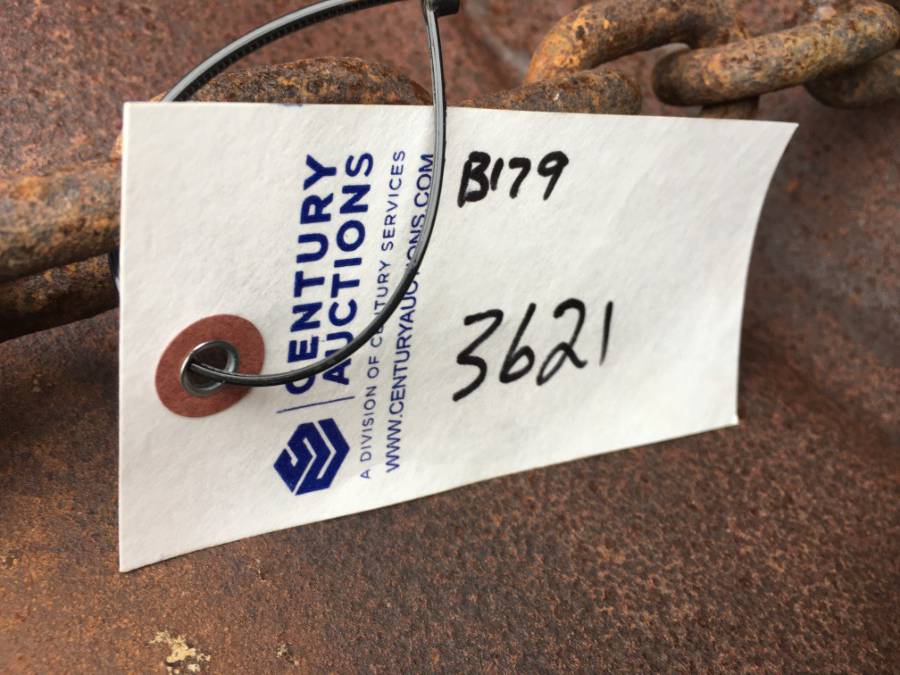 CENTURY
AUCTIONS
A DIVISION OF CENTURY SERVICES
WWW.CENTURYAUCTIONS.COM
B179
3621